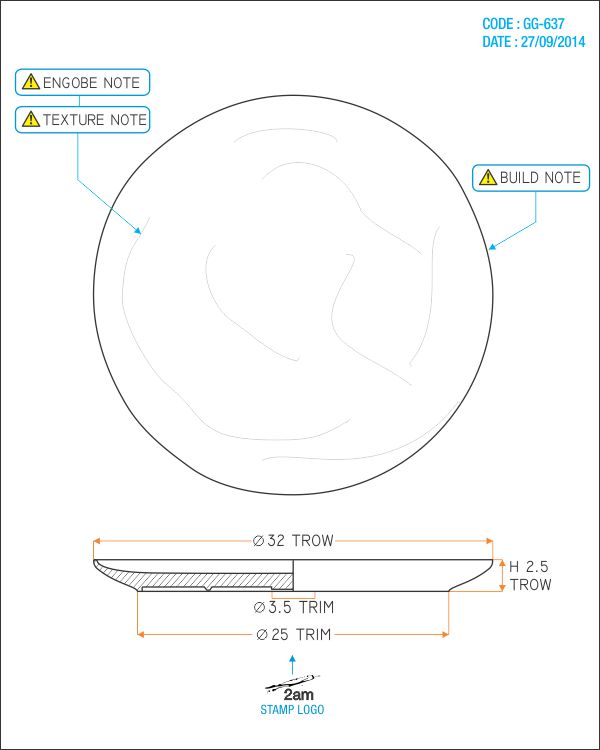 CODE : GG-637
DATE : 27/09/2014
ENGOBE NOTE
TEXTURE NOTE
BUILD NOTE
Ø 32 TROW
H 2.5
TROW
Ø 3.5 TRIM
Ø 25 TRIM
2am
STAMP LOGO